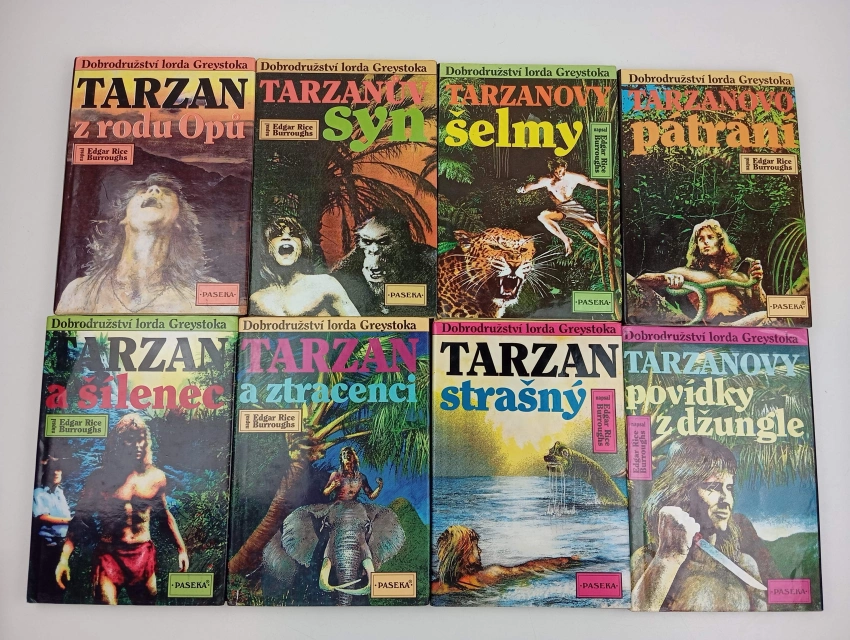 Dobrodružství lorda Greystoka
TARZAN
z rodu Opů
napsal
Edgar Rice
Burroughs
PASEKA
Dobrodružství lorda Greystoka
TARZANŮV
syn
napsal
Edgar Rice
Burroughs
PASEKA
Dobrodružství lorda Greystoka
TARZANOVY
šelmy
napsal
Edgar Rice
Burroughs
PASEKA
Dobrodružství lorda Greystoka
TARZANOVO
pátrání
napsal
Edgar Rice
Burroughs
PASEKA
Dobrodružství lorda Greystoka
TARZAN
a šílenec
napsal
Edgar Rice
Burroughs
PASEKA
Dobrodružství lorda Greystoka
TARZAN
a ztracenci
napsal
Edgar Rice
Burroughs
PASEKA
Dobrodružství lorda Greystoka
TARZAN
strašný
napsal
Edgar Rice
Burroughs
PASEKA
Dobrodružství lorda Greystoka
TARZANOVY
povídky
z džungle
napsal
Edgar Rice
Burroughs
PASEKA